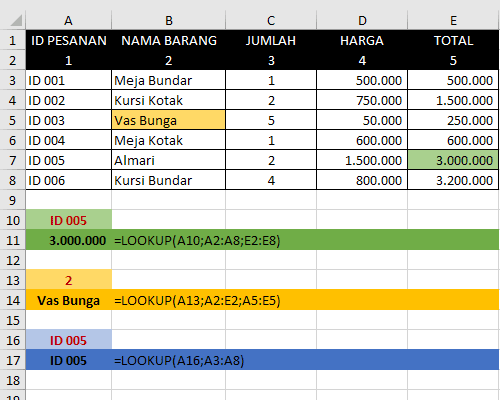 A B C D E
1 ID PESANAN NAMA BARANG JUMLAH HARGA TOTAL
2 1 2 3 4 5
3 ID 001 Meja Bundar 1 500.000 500.000
4 ID 002 Kursi Kotak 2 750.000 1.500.000
5 ID 003 Vas Bunga 5 50.000 250.000
6 ID 004 Meja Kotak 1 600.000 600.000
7 ID 005 Almari 2 1.500.000 3.000.000
8 ID 006 Kursi Bundar 4 800.000 3.200.000
9
10 ID 005
11 3.000.000 =LOOKUP(A10;A2:A8;E2:E8)
12
13 2
14 Vas Bunga =LOOKUP(A13;A2:E2;A5:E5)
15
16 ID 005
17 ID 005 =LOOKUP(A16;A3:A8)
18